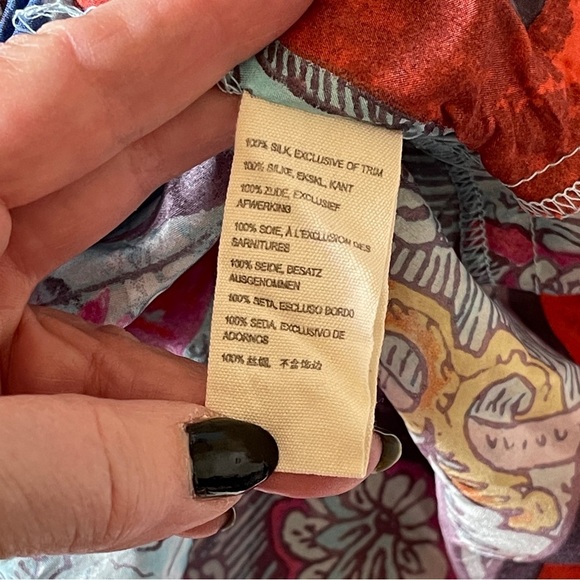 100% SILK, EXCLUSIVE OF TRIM
100% SILKE, EKSKL, KANT
100% ZIJDE, EXCLUSIEF
AFWERKING
100% SOIE, À L'EXCLUSION DES
GARNITURES
100% SEIDE, BESATZ
AUSGENOMMEN
100% SETA, ESCLUSO BORDO
100% SEDA, EXCLUSIVO DE
ADORNOS
100% 丝绸, 不含饰边